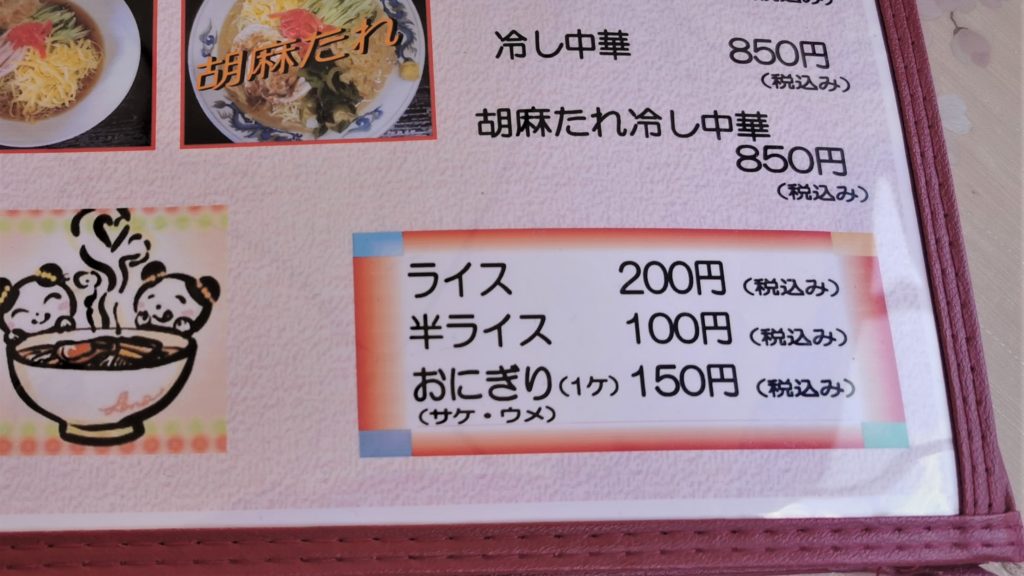 胡麻たれ
冷し中華 850円
(税込み)
胡麻たれ冷し中華
850円
(税込み)
ライス 200円 (税込み)
半ライス 100円 (税込み)
おにぎり(1ケ) 150円 (税込み)
(サケ・ウメ)